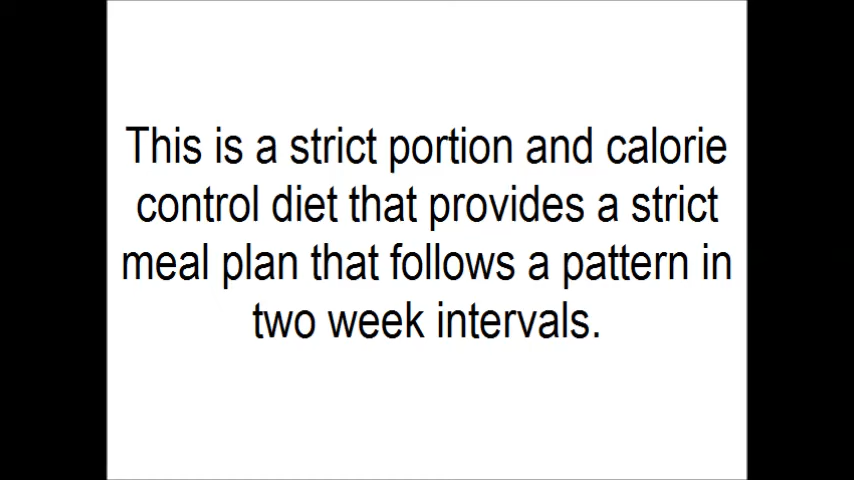 This is a strict portion and calorie
control diet that provides a strict
meal plan that follows a pattern in
two week intervals.